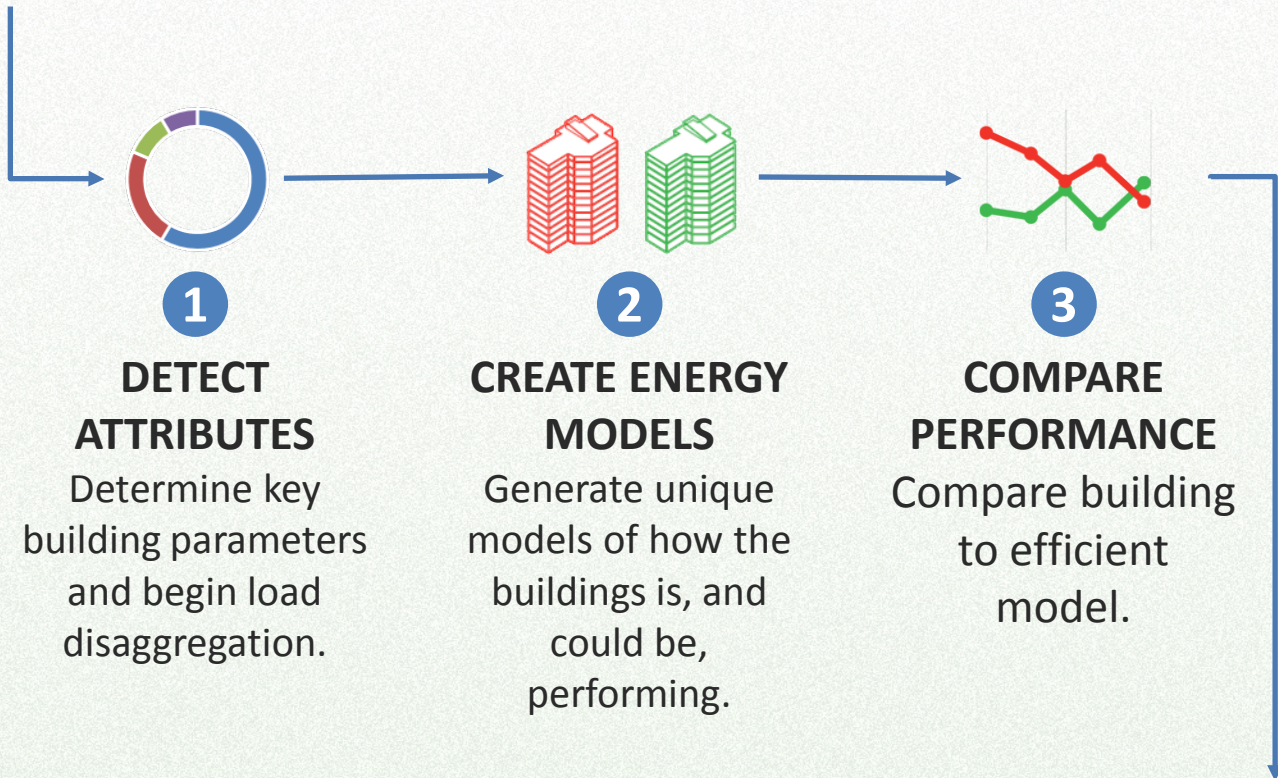 1
DETECT
ATTRIBUTES
Determine key
building parameters
and begin load
disaggregation.
2
CREATE ENERGY
MODELS
Generate unique
models of how the
buildings is, and
could be,
performing.
3
COMPARE
PERFORMANCE
Compare building
to efficient
model.